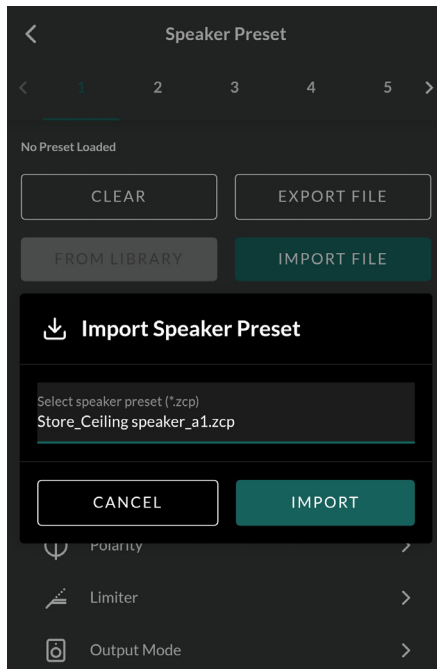 Speaker Preset
1 2 3 4 5
No Preset Loaded
CLEAR EXPORT FILE
FROM LIBRARY IMPORT FILE
Import Speaker Preset
Select speaker preset (*.zcp)
Store_Ceiling speaker_a1.zcp
CANCEL IMPORT
Polarity
Limiter
Output Mode